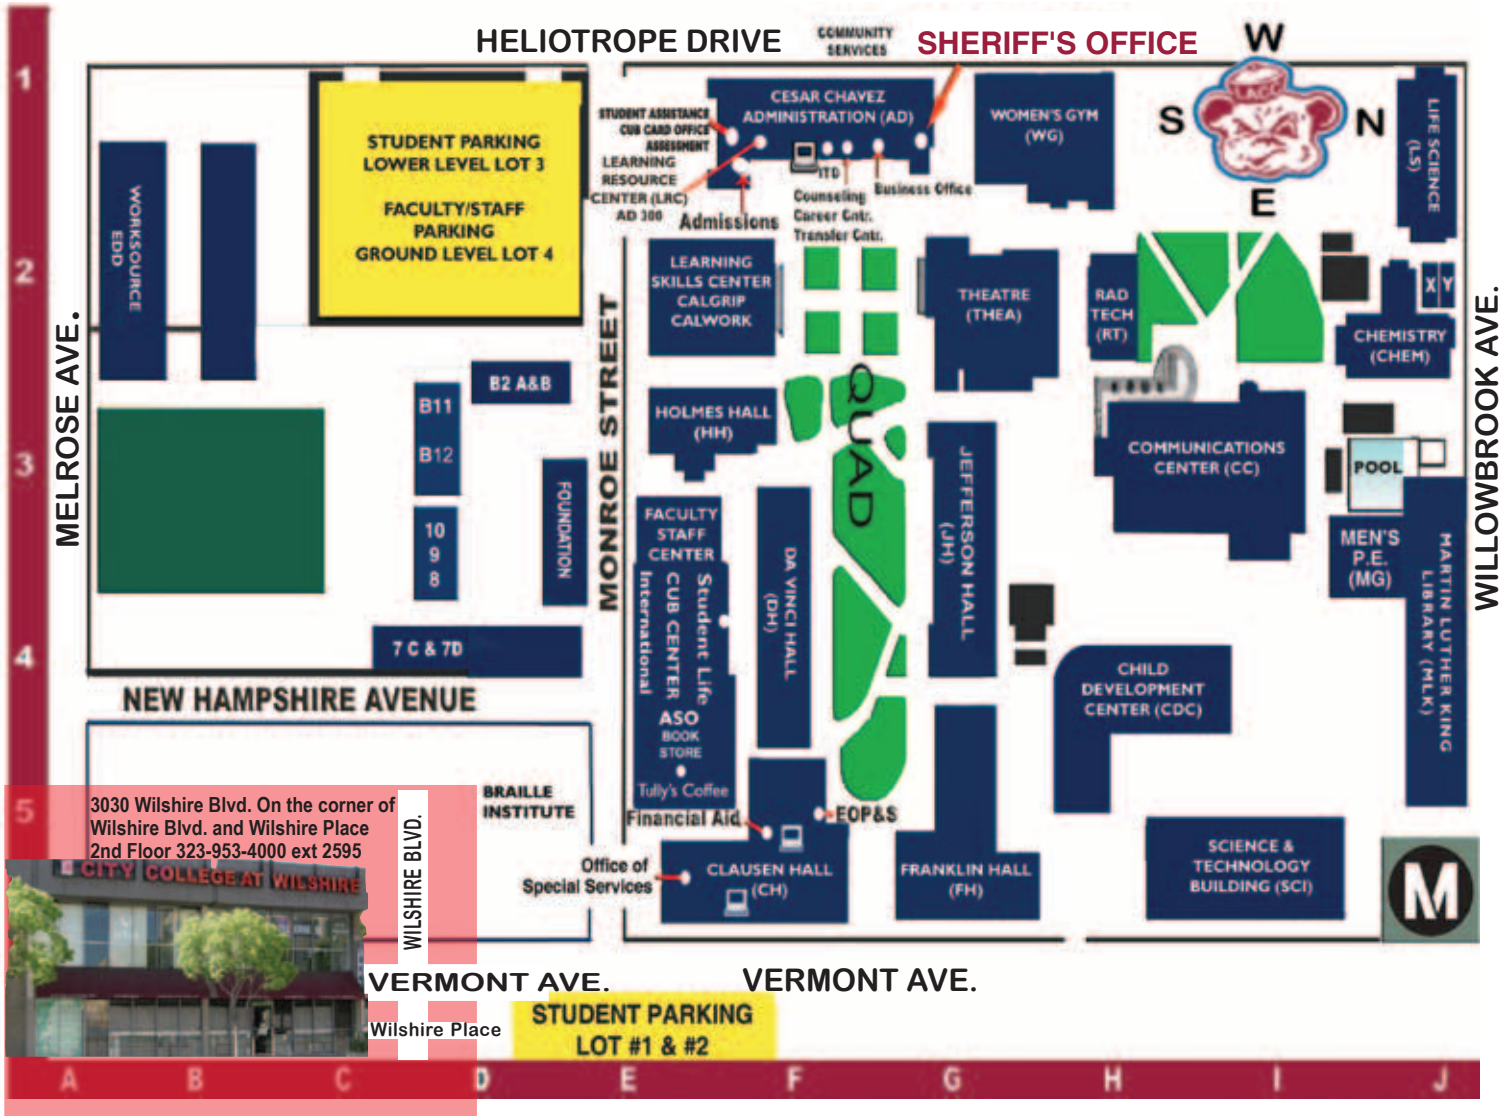 HELIOTROPE DRIVE
COMMUNITY
SERVICES
SHERIFF'S OFFICE
W
S
N
E
LACC
1
2
3
4
5
STUDENT PARKING
LOWER LEVEL LOT 3
FACULTY/STAFF
PARKING
GROUND LEVEL LOT 4
WORKSOURCE
EDD
STUDENT ASSISTANCE
CUB CARD OFFICE
ASSESSMENT
LEARNING
RESOURCE
CENTER (LRC)
AD 300
CESAR CHAVEZ
ADMINISTRATION (AD)
ITD
Admissions
Counseling
Career Cntr.
Transfer Cntr.
Business Office
WOMEN'S GYM
(WG)
LIFE SCIENCE
(LS)
MELROSE AVE.
MONROE STREET
WILLOWBROOK AVE.
LEARNING
SKILLS CENTER
CALGRIP
CALWORK
THEATRE
(THEA)
RAD
TECH
(RT)
X Y
CHEMISTRY
(CHEM)
B2 A&B
B11
B12
10
9
8
FOUNDATION
7 C & 7D
HOLMES HALL
(HH)
QUAD
JEFFERSON HALL
(JH)
COMMUNICATIONS
CENTER (CC)
POOL
MEN'S
P.E.
(MG)
MARTIN LUTHER KING
LIBRARY (MLK)
FACULTY
STAFF
CENTER
Student Life
CUB CENTER
International
ASO
BOOK
STORE
Tully's Coffee
DA VINCI HALL
(DH)
CHILD
DEVELOPMENT
CENTER (CDC)
NEW HAMPSHIRE AVENUE
BRAILLE
INSTITUTE
Financial Aid
EOP&S
Office of
Special Services
CLAUSEN HALL
(CH)
FRANKLIN HALL
(FH)
SCIENCE &
TECHNOLOGY
BUILDING (SCI)
M
3030 Wilshire Blvd. On the corner of
Wilshire Blvd. and Wilshire Place
2nd Floor 323-953-4000 ext 2595
CITY COLLEGE AT WILSHIRE
WILSHIRE BLVD.
VERMONT AVE.
VERMONT AVE.
Wilshire Place
STUDENT PARKING
LOT #1 & #2
A B C D E F G H I J